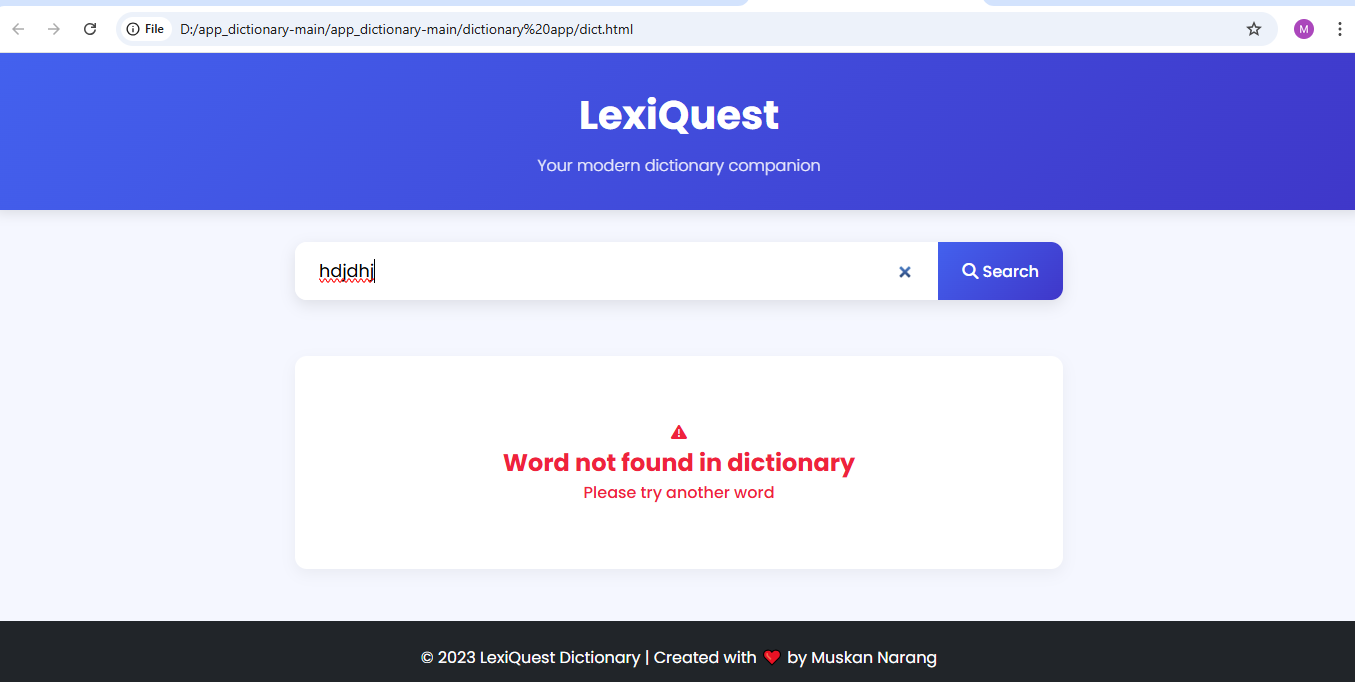 File D:/app_dictionary-main/app_dictionary-main/dictionary%20app/dict.html M
LexiQuest
Your modern dictionary companion
hdjdhj Search
Word not found in dictionary
Please try another word
© 2023 LexiQuest Dictionary | Created with ❤️ by Muskan Narang